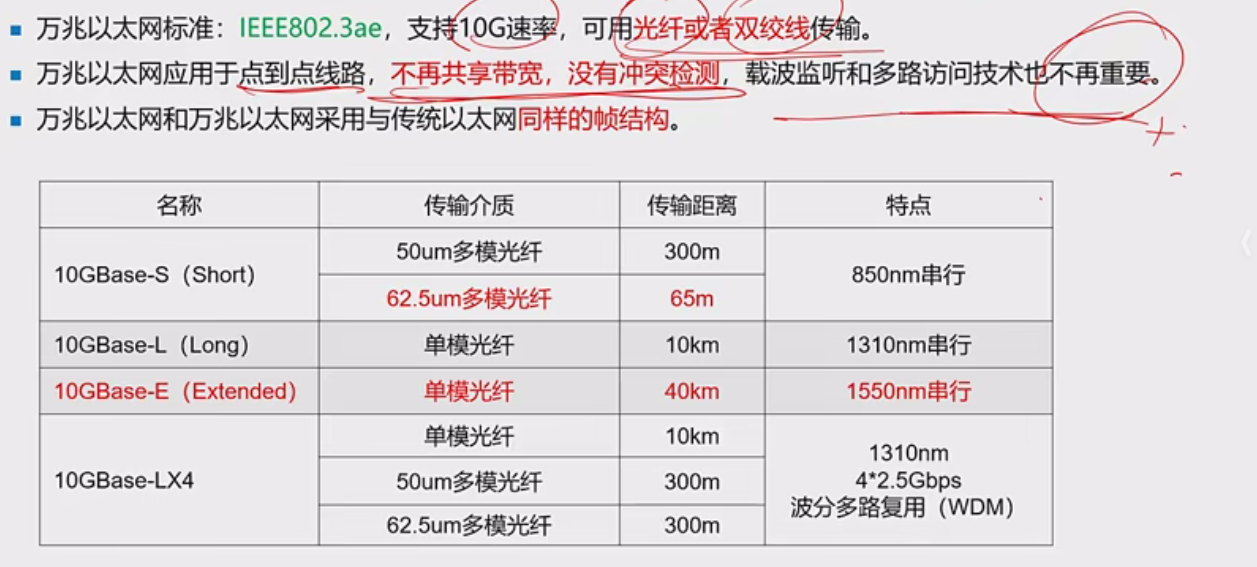 万兆以太网标准：IEEE802.3ae，支持10G速率，可用光纤或者双绞线传输。
万兆以太网应用于点到点线路，不再共享带宽，没有冲突检测，载波监听和多路访问技术也不再重要。
万兆以太网和万兆以太网采用与传统以太网同样的帧结构。
名称 传输介质 传输距离 特点
10GBase-S（Short） 50um多模光纤 300m 850nm串行
62.5um多模光纤 65m
10GBase-L（Long） 单模光纤 10km 1310nm串行
10GBase-E（Extended） 单模光纤 40km 1550nm串行
10GBase-LX4 单模光纤 10km 1310nm
50um多模光纤 300m 4*2.5Gbps
62.5um多模光纤 300m 波分多路复用（WDM）